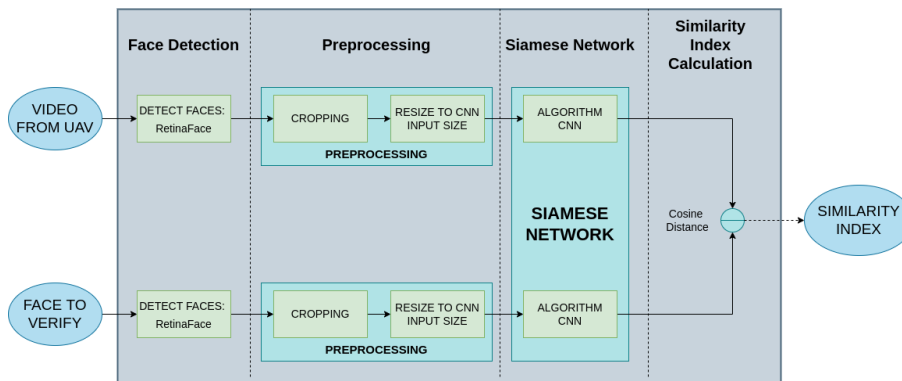 Face Detection
Preprocessing
Siamese Network
Similarity
Index
Calculation
VIDEO
FROM UAV
DETECT FACES:
RetinaFace
CROPPING
RESIZE TO CNN
INPUT SIZE
PREPROCESSING
ALGORITHM
CNN
SIAMESE
NETWORK
Cosine
Distance
SIMILARITY
INDEX
FACE TO
VERIFY
DETECT FACES:
RetinaFace
CROPPING
RESIZE TO CNN
INPUT SIZE
PREPROCESSING
ALGORITHM
CNN